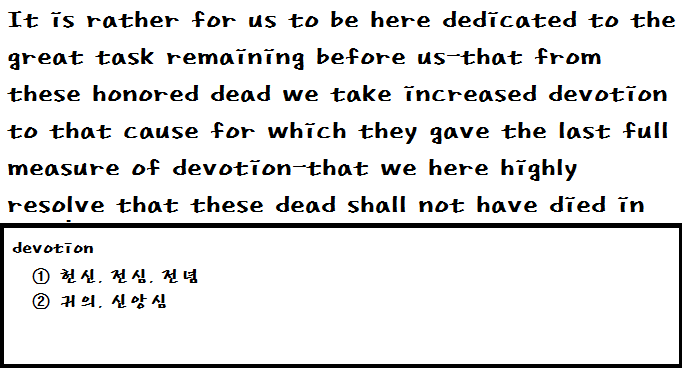 It is rather for us to be here dedicated to the
great task remaining before us-that from
these honored dead we take increased devotion
to that cause for which they gave the last full
measure of devotion-that we here highly
resolve that these dead shall not have died in
devotion
① 헌신, 전심, 전념
② 귀의, 신앙심